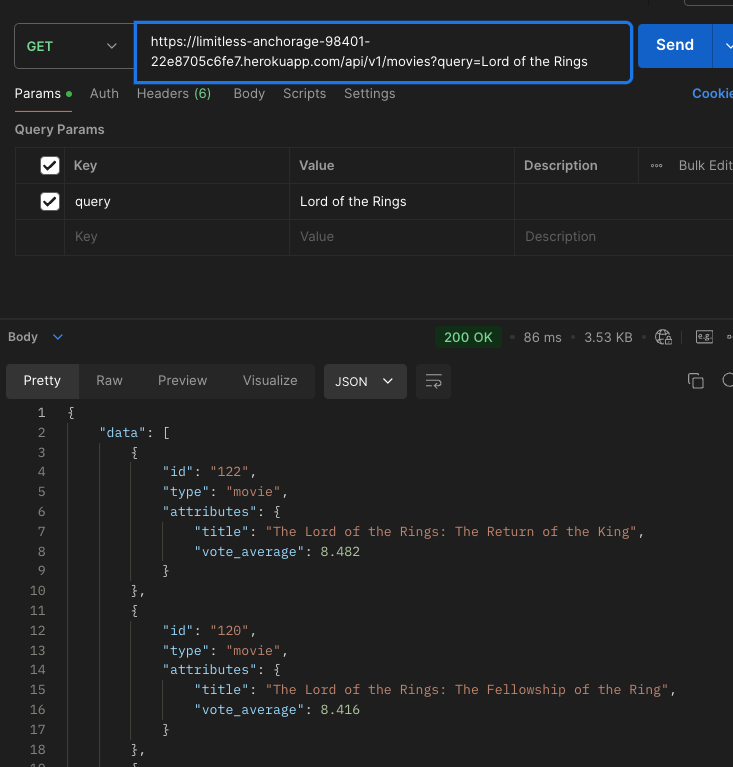 GET
https://limitless-anchorage-98401-
22e8705c6fe7.herokuapp.com/api/v1/movies?query=Lord of the Rings
Send
Params Auth Headers (6) Body Scripts Settings Cookie
Query Params
Key Value Description Bulk Edit
query Lord of the Rings
Key Value Description
Body 200 OK 86 ms 3.53 KB e.g.
Pretty Raw Preview Visualize JSON
1 {
2 "data": [
3 {
4 "id": "122",
5 "type": "movie",
6 "attributes": {
7 "title": "The Lord of the Rings: The Return of the King",
8 "vote_average": 8.482
9 }
10 },
11 {
12 "id": "120",
13 "type": "movie",
14 "attributes": {
15 "title": "The Lord of the Rings: The Fellowship of the Ring",
16 "vote_average": 8.416
17 }
18 },